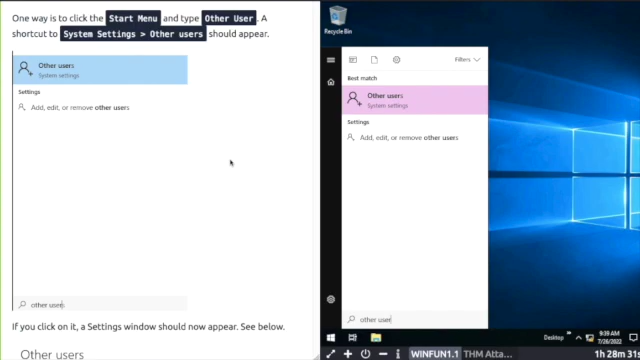 One way is to click the Start Menu and type Other User. A
shortcut to System Settings > Other users should appear.
Other users
System settings
Settings
Add, edit, or remove other users
other user
If you click on it, a Settings window should now appear. See below.
Other users
Recycle Bin
Filters
Best match
Other users
System settings
Settings
Add, edit, or remove other users
other user
Desktop
9:39 AM
7/26/2022
WINFUN1.1 THM Atta...
1h 28m 31s